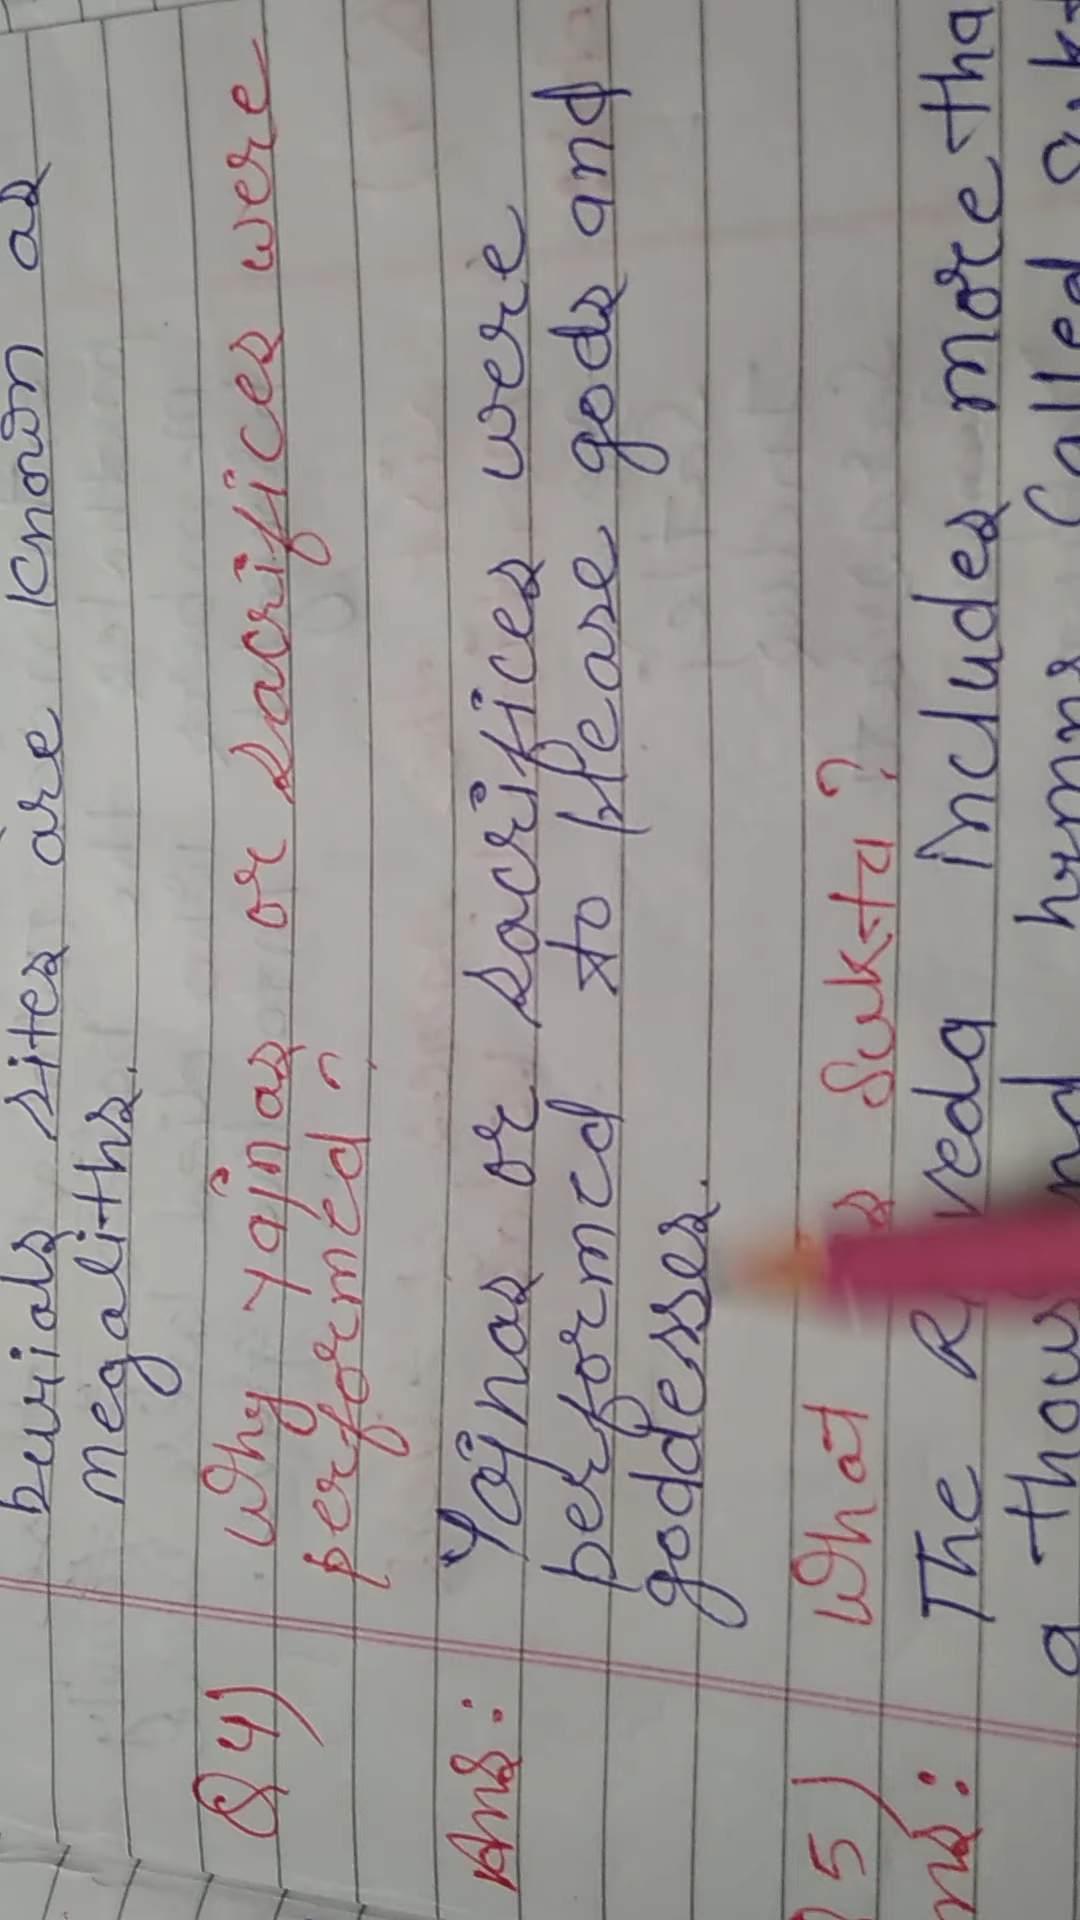 burials sites are known as
megaliths.
Q4) Why yajnas or sacrifices were
performed?
Ans: Yajnas or sacrifices were
performed to please gods and
godesses.
5) What Sukta?
The veda includes more tha
a called